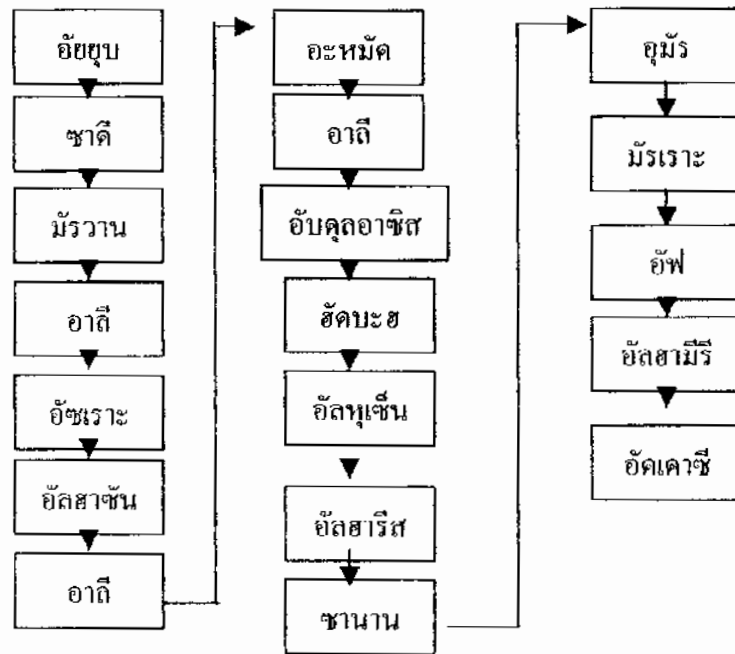 อัยยุบ
ซาดี
มัรวาน
อาลี
อัซเราะ
อัลฮาซัน
อาลี
อะหมัด
อาลี
อับดุลอาซิส
ฮัดบะฮ
อัลหุเซ็น
อัลฮารีส
ซานาน
อุมัร
มัรเราะ
อัฟ
อัลฮามีรี
อัดเดาซี